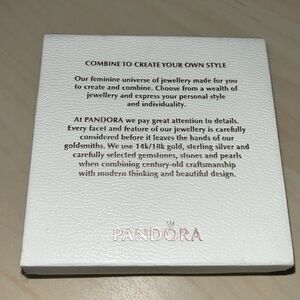 COMBINE TO CREATE YOUR OWN STYLE
Our feminine universe of jewellery made for you
to create and combine. Choose from a wealth of
jewellery and express your personal style
and individuality.
At PANDORA we pay great attention to details.
Every facet and feature of our jewellery is carefully
considered before it leaves the hands of our
goldsmiths. We use 14k/18k gold, sterling silver and
carefully selected gemstones, stones and pearls
when combining century-old craftsmanship
with modern thinking and beautiful design.
PANDORA